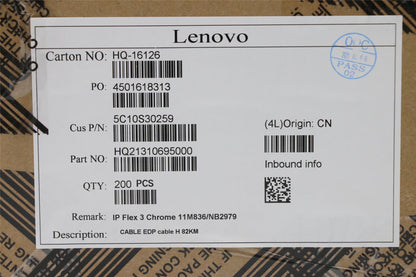 Lenovo
Carton NO: HQ-16126
PO: 4501618313
Cus P/N: 5C10S30259
(4L)Origin: CN
Part NO: HQ21310695000
Inbound info
QTY: 200 PCS
Remark: IP Flex 3 Chrome 11M836/NB2979
Description: CABLE EDP cable H 82KM
PASS
02